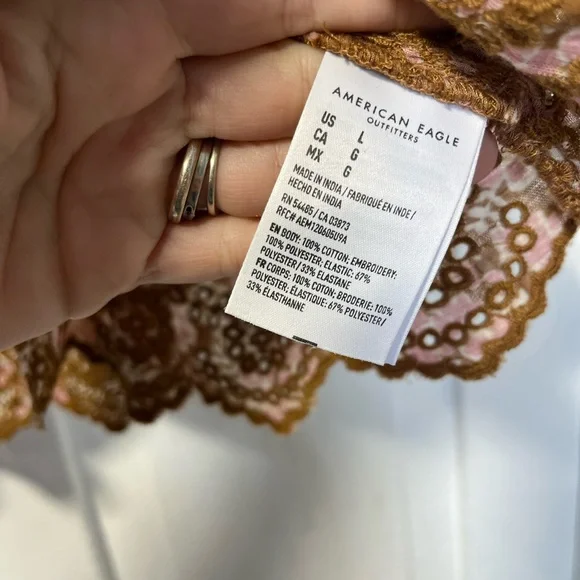 AMERICAN EAGLE
OUTFITTERS
US L
CA G
MX G
MADE IN INDIA / FABRIQUE EN INDE /
HECHO EN INDIA
RN 54485 / CA 03873
RFC# AEM120605U9A
EN BODY: 100% COTTON; EMBROIDERY:
100% POLYESTER; ELASTIC: 67%
POLYESTER / 33% ELASTANE
FR CORPS: 100% COTON; BRODERIE: 100%
POLYESTER; ÉLASTIQUE: 67% POLYESTER /
33% ÉLASTHANNE